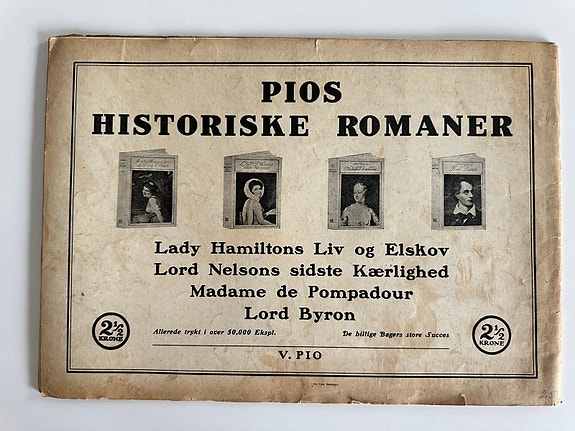 PIOS
HISTORISKE ROMANER
Lady Hamiltons Liv og Elskov
Lord Nelsons sidste Kærlighed
Madame de Pompadour
Lord Byron
2½ KRONE
Allerede trykt i over 50,000 Ekspl.
De billige Bøgers store Succes
2½ KRONE
V. PIO